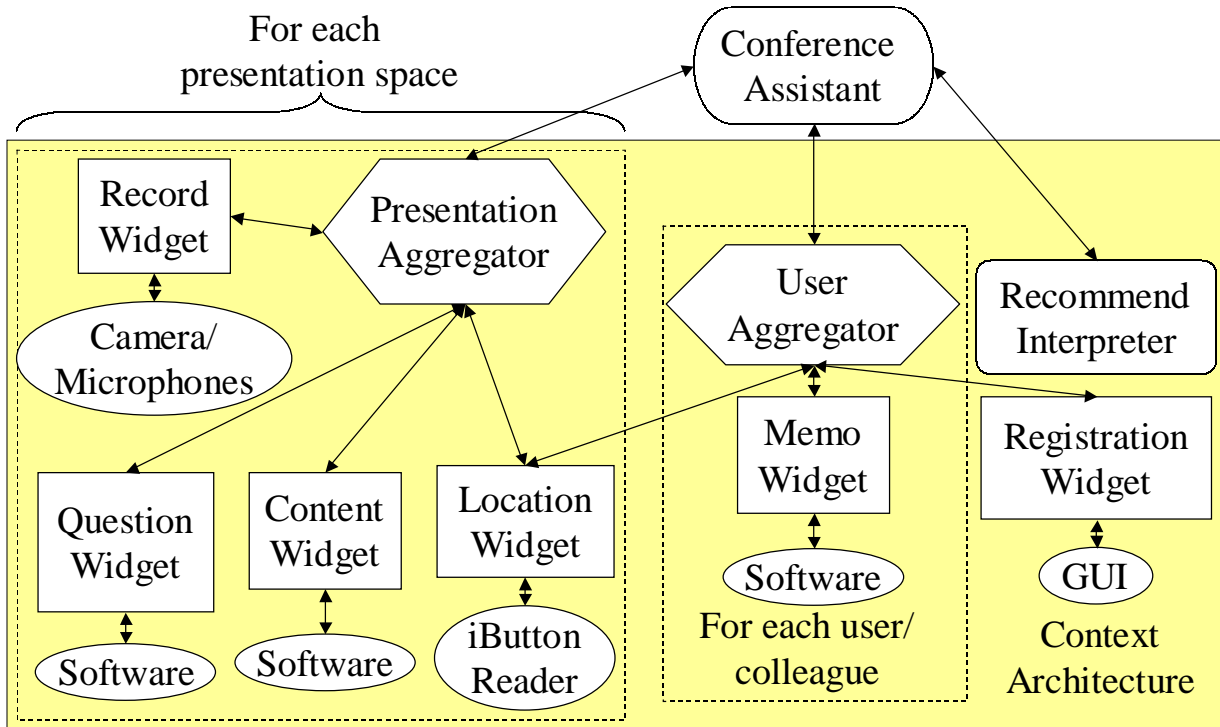 For each
presentation space
Conference
Assistant
Record
Widget
Presentation
Aggregator
Camera/
Microphones
User
Aggregator
Recommend
Interpreter
Question
Widget
Content
Widget
Location
Widget
Memo
Widget
Registration
Widget
Software
Software
iButton
Reader
Software
GUI
For each user/
colleague
Context
Architecture